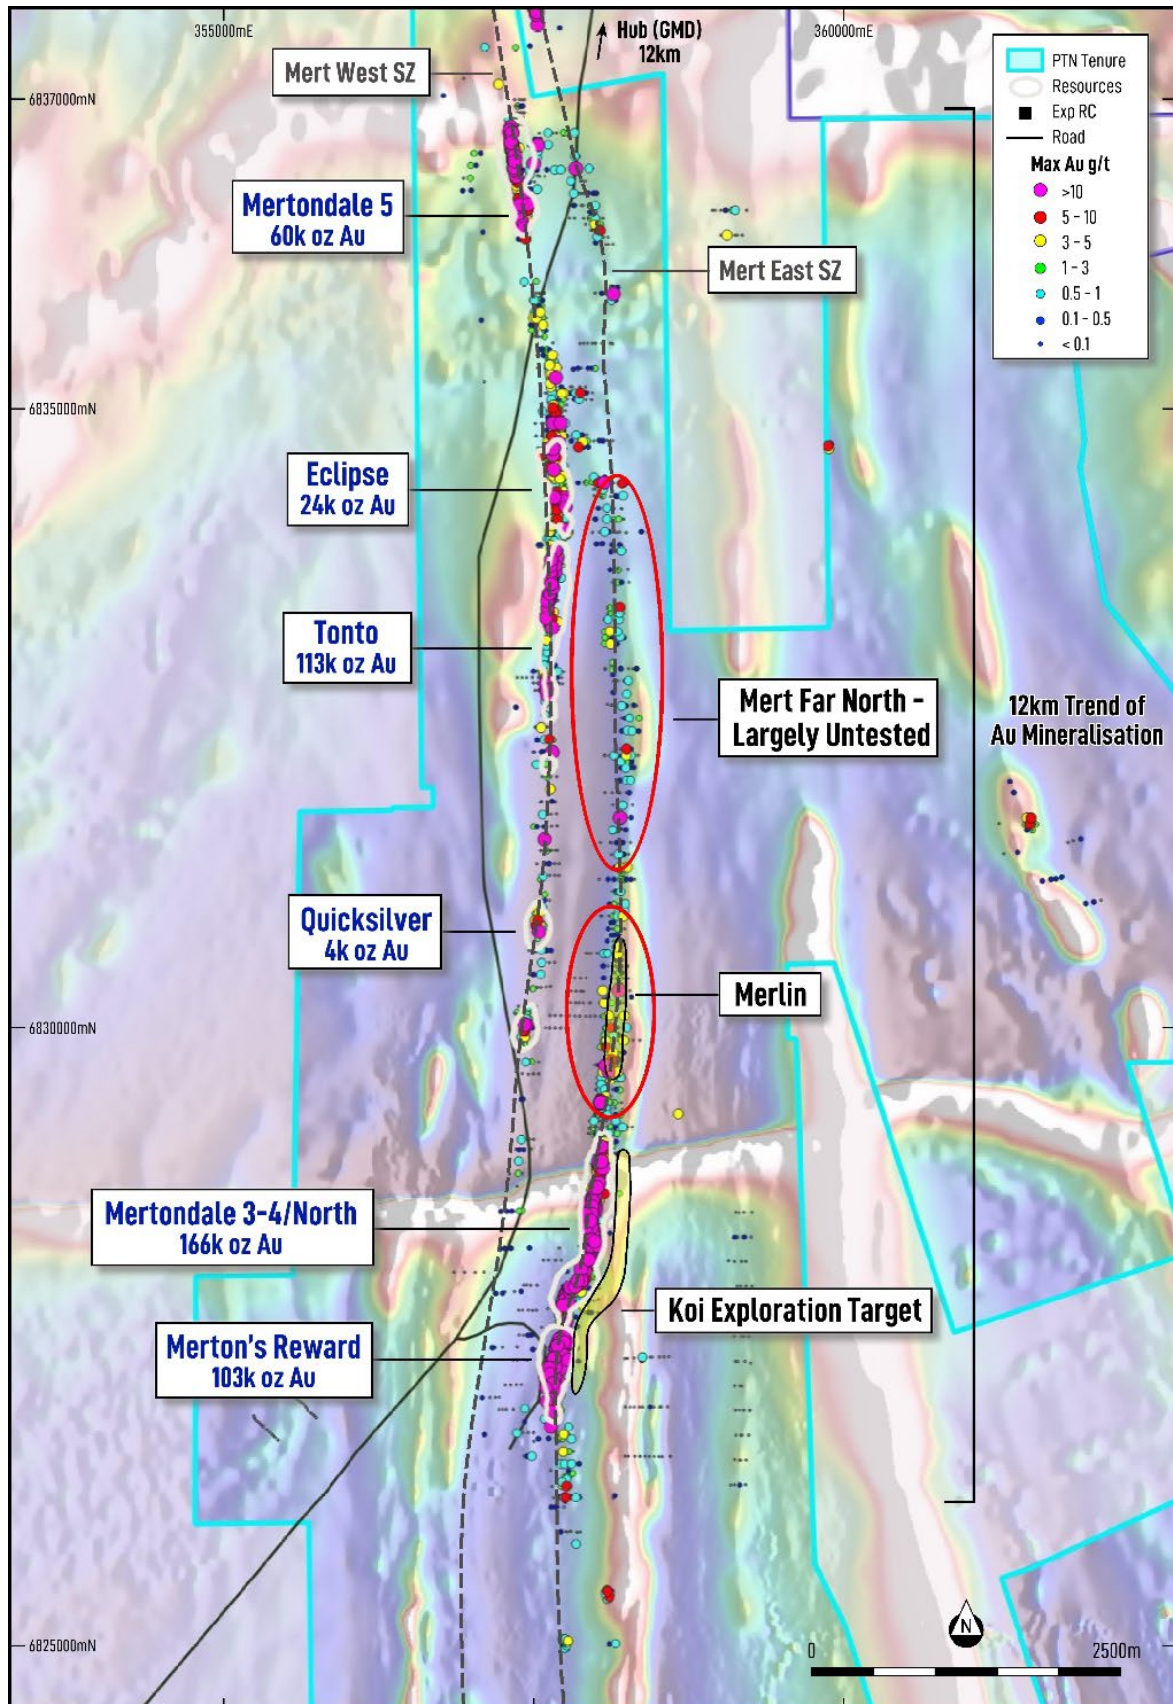 355000mE
360000mE
Hub (GMD)
12km
Mert West SZ
6837000mN
PTN Tenure
Resources
Exp RC
Road
Max Au g/t
>10
5 - 10
3 - 5
1 - 3
0.5 - 1
0.1 - 0.5
< 0.1
Mertondale 5
60k oz Au
Mert East SZ
6835000mN
Eclipse
24k oz Au
Tonto
113k oz Au
Mert Far North -
Largely Untested
12km Trend of
Au Mineralisation
Quicksilver
4k oz Au
Merlin
6830000mN
Mertondale 3-4/North
166k oz Au
Koi Exploration Target
Merton's Reward
103k oz Au
N
6825000mN
0
2500m